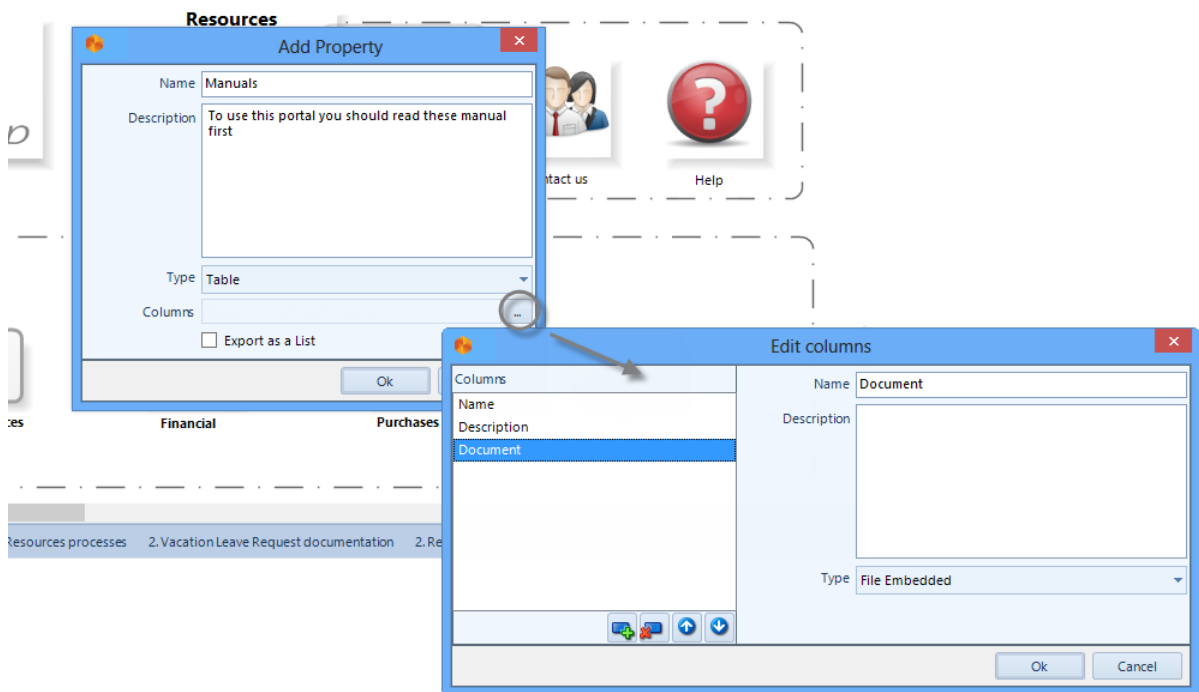 Resources
Add Property
Name
Manuals
Description
To use this portal you should read these manual
first
Type
Table
Columns
...
Export as a List
Ok
Contact us
Help
Financial
Purchases
Resources processes
2. Vacation Leave Request documentation
2. Re
Edit columns
Columns
Name
Description
Document
Name
Document
Description
Type
File Embedded
Ok
Cancel